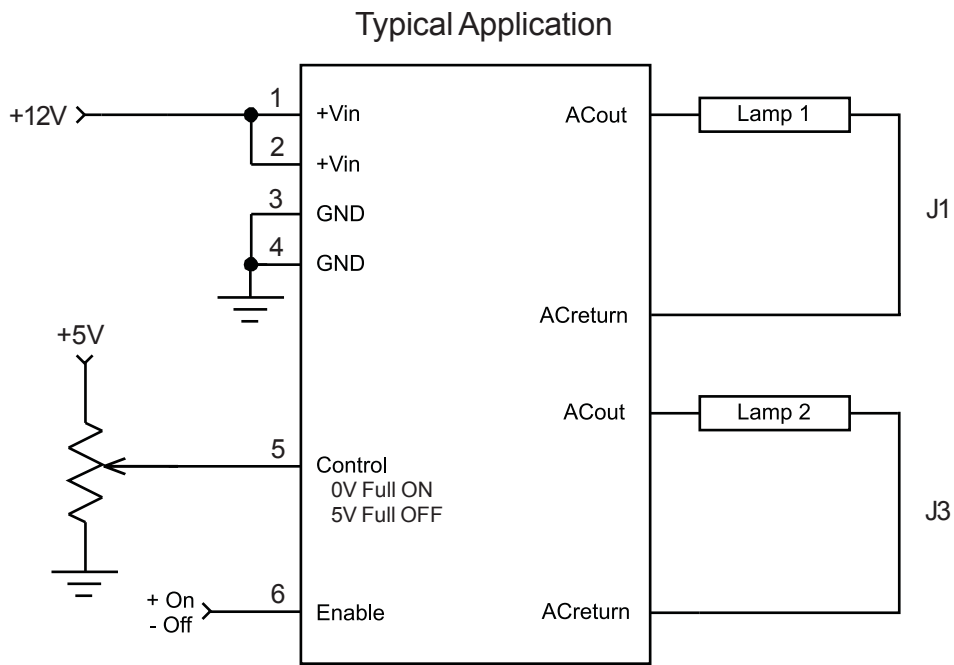 Typical Application
+12V
1
+Vin
2
+Vin
3
GND
4
GND
ACout
Lamp 1
J1
ACreturn
+5V
5
Control
0V Full ON
5V Full OFF
ACout
Lamp 2
J3
ACreturn
+ On
- Off
6
Enable